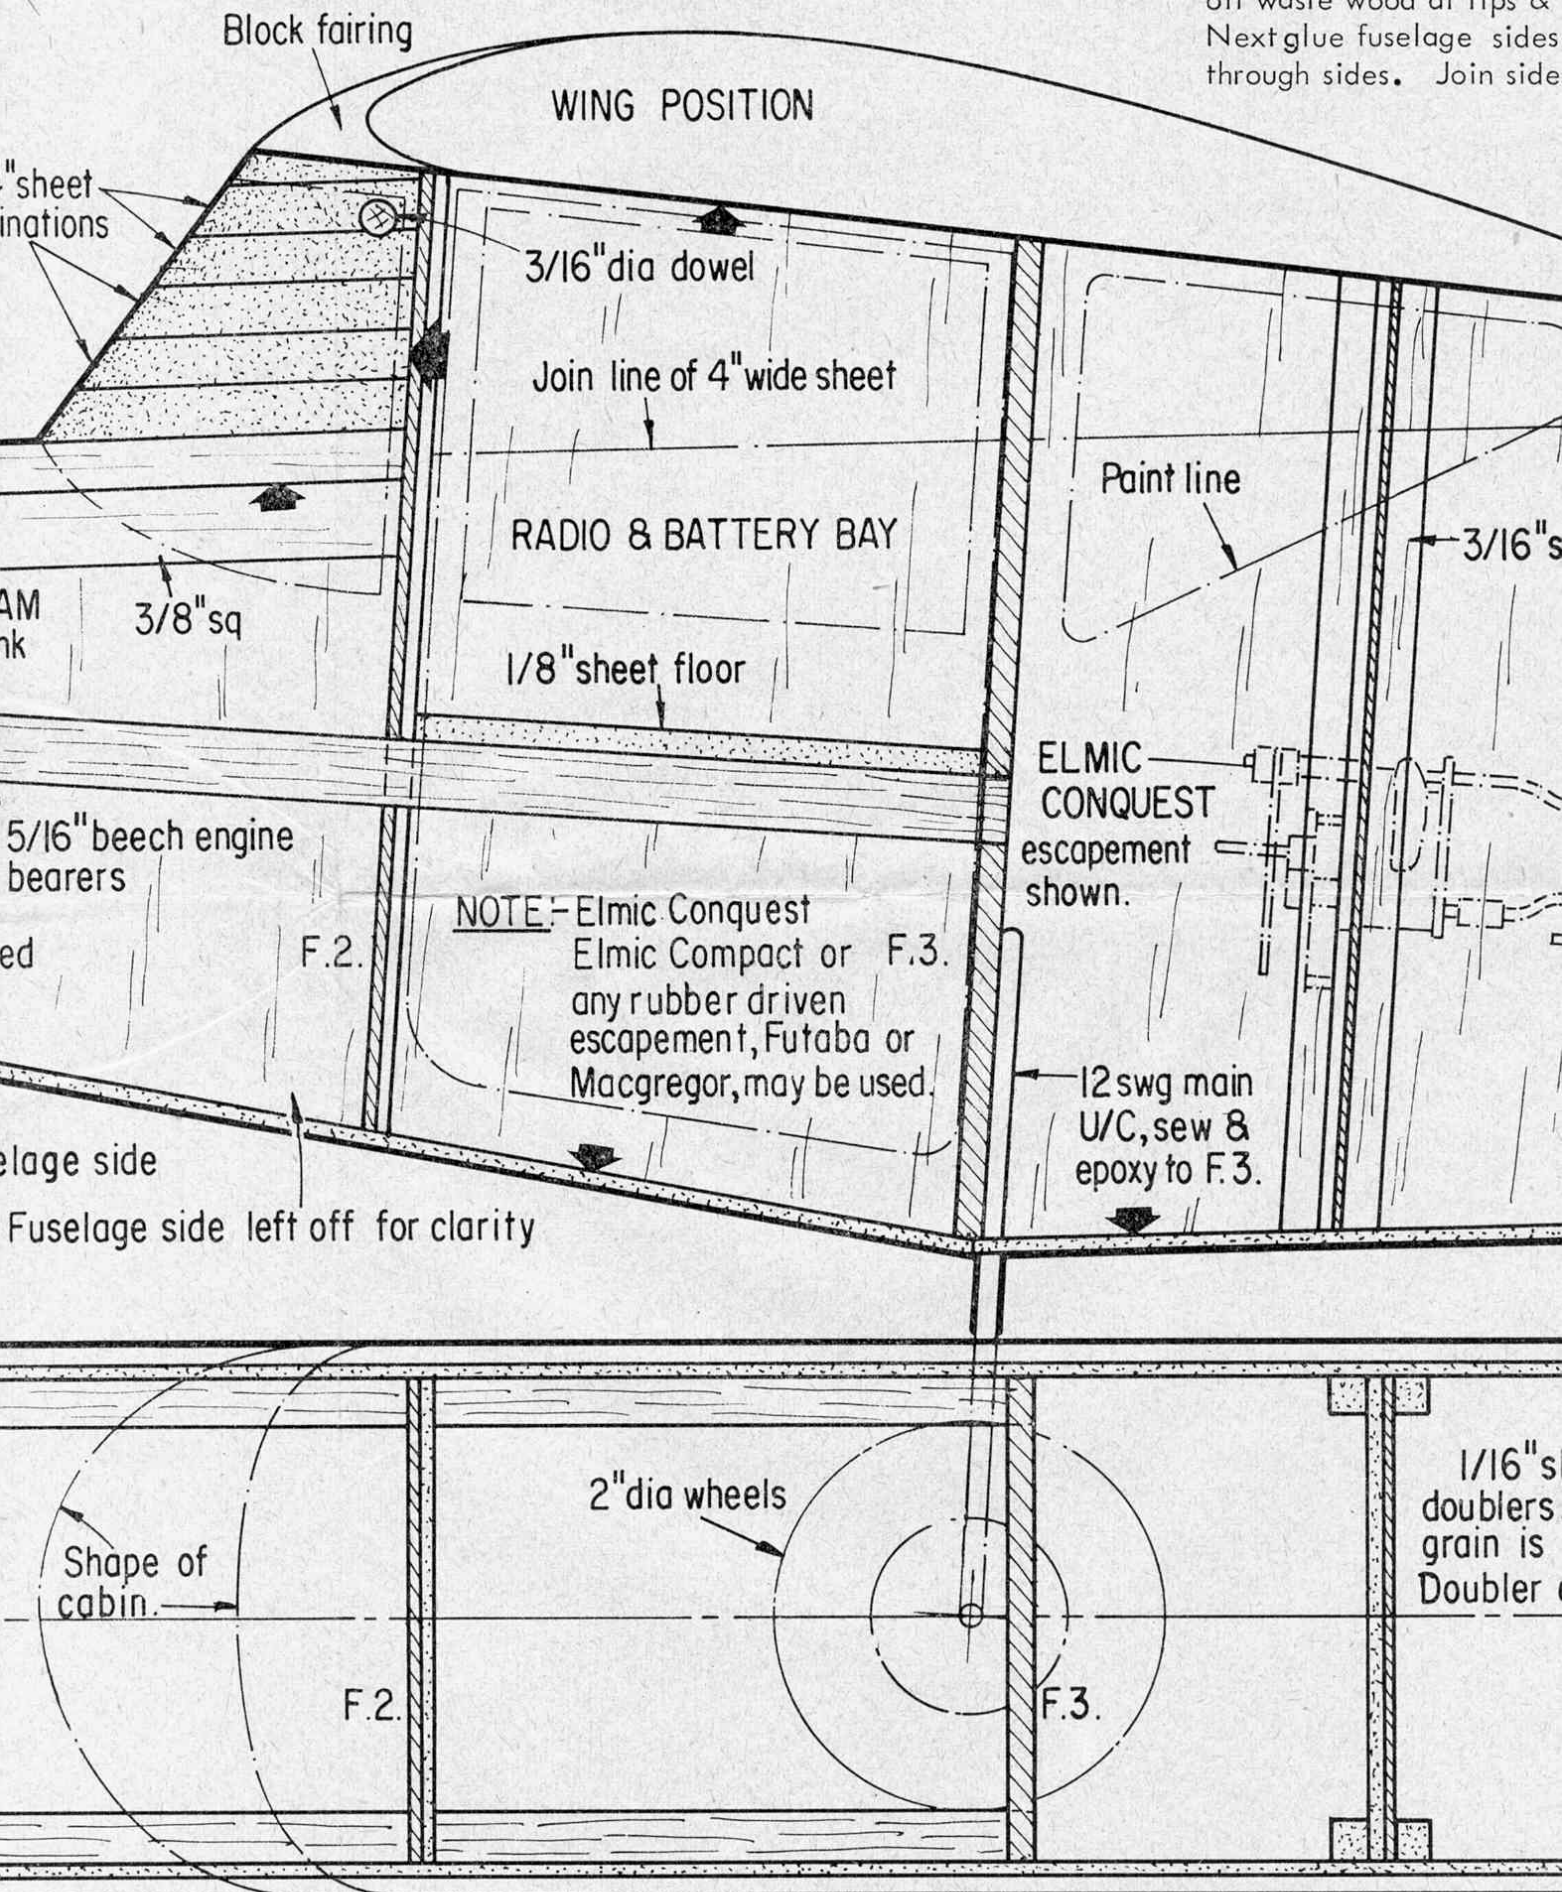 off waste wood at tips &
Next glue fuselage sides
through sides. Join side
Block fairing
WING POSITION
"sheet
inations
3/16"dia dowel
Join line of 4"wide sheet
Paint line
RADIO & BATTERY BAY
3/16"s
AM
nk
3/8"sq
1/8"sheet floor
ELMIC
CONQUEST
escapement
shown.
5/16"beech engine
bearers
ed
F.2.
NOTE:- Elmic Conquest
Elmic Compact or
any rubber driven
escapement, Futaba or
Macgregor, may be used.
F.3.
12 swg main
U/C, sew &
epoxy to F.3.
elage side
Fuselage side left off for clarity
2"dia wheels
1/16"s
doublers
grain is
Doubler
Shape of
cabin.
F.2.
F.3.